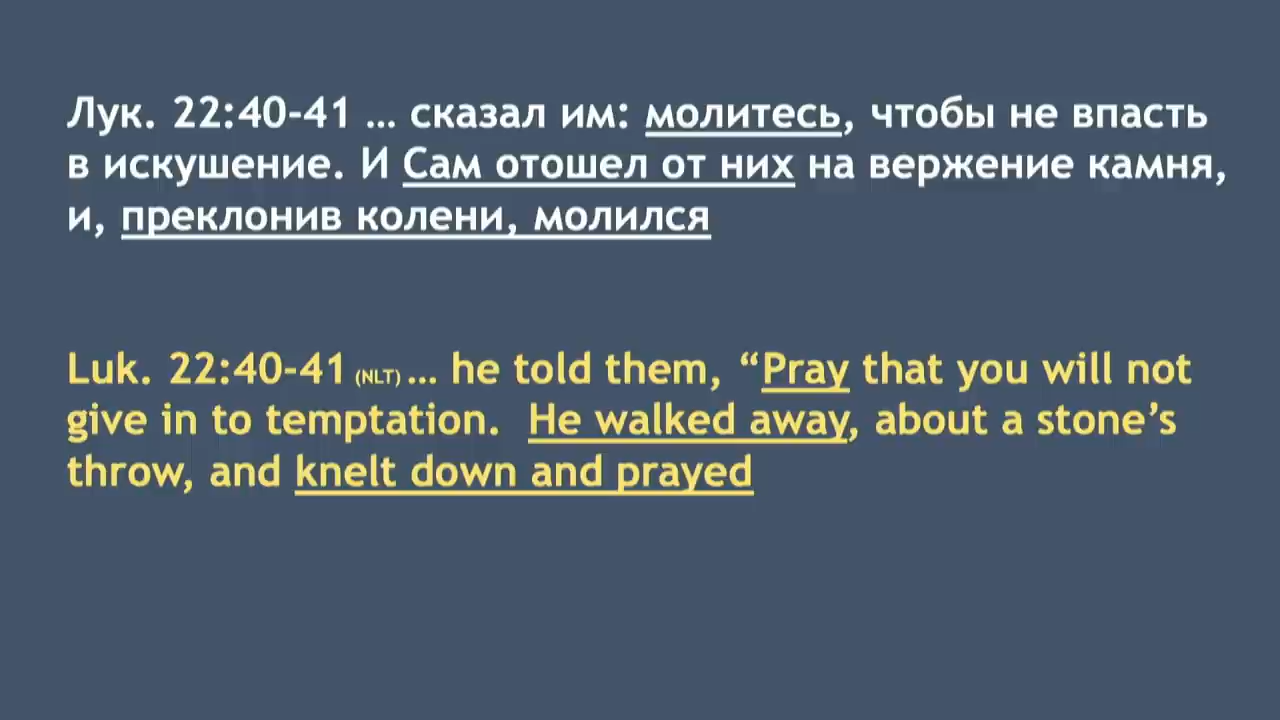 Лук. 22:40-41 … сказал им: молитесь, чтобы не впасть
в искушение. И Сам отошел от них на вержение камня,
и, преклонив колени, молился
Luk. 22:40-41 (NLT) … he told them, “Pray that you will not
give in to temptation.  He walked away, about a stone’s
throw, and knelt down and prayed